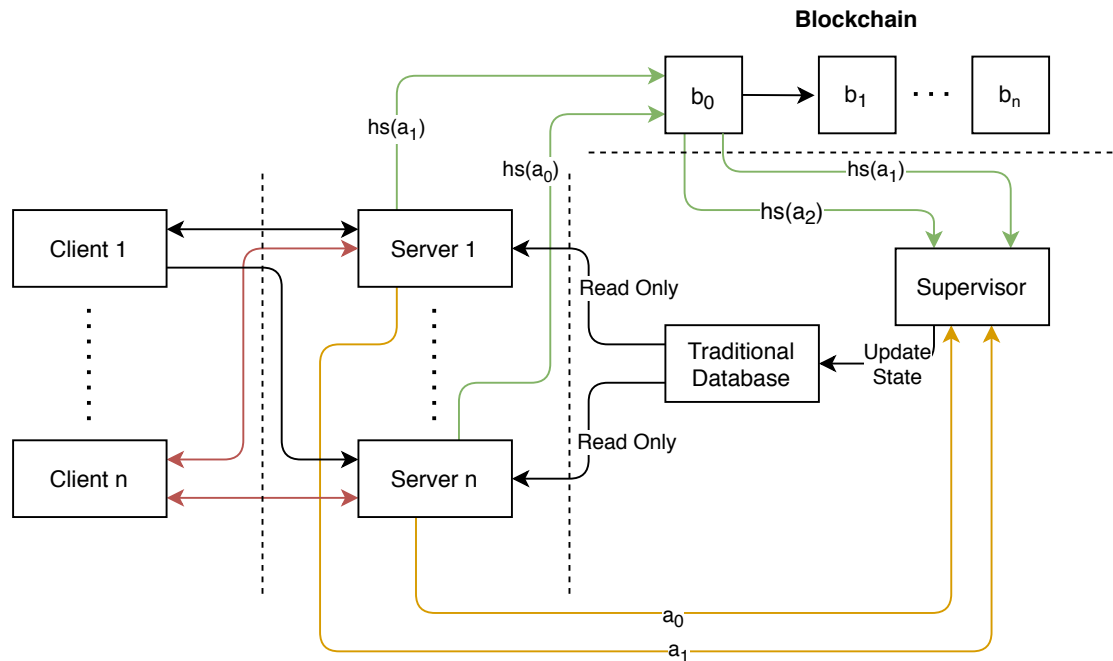 Blockchain
b0
b1
bn
hs(a1)
hs(a0)
hs(a1)
hs(a2)
Client 1
Server 1
Supervisor
Read Only
Traditional
Database
Update
State
Read Only
Client n
Server n
a0
a1